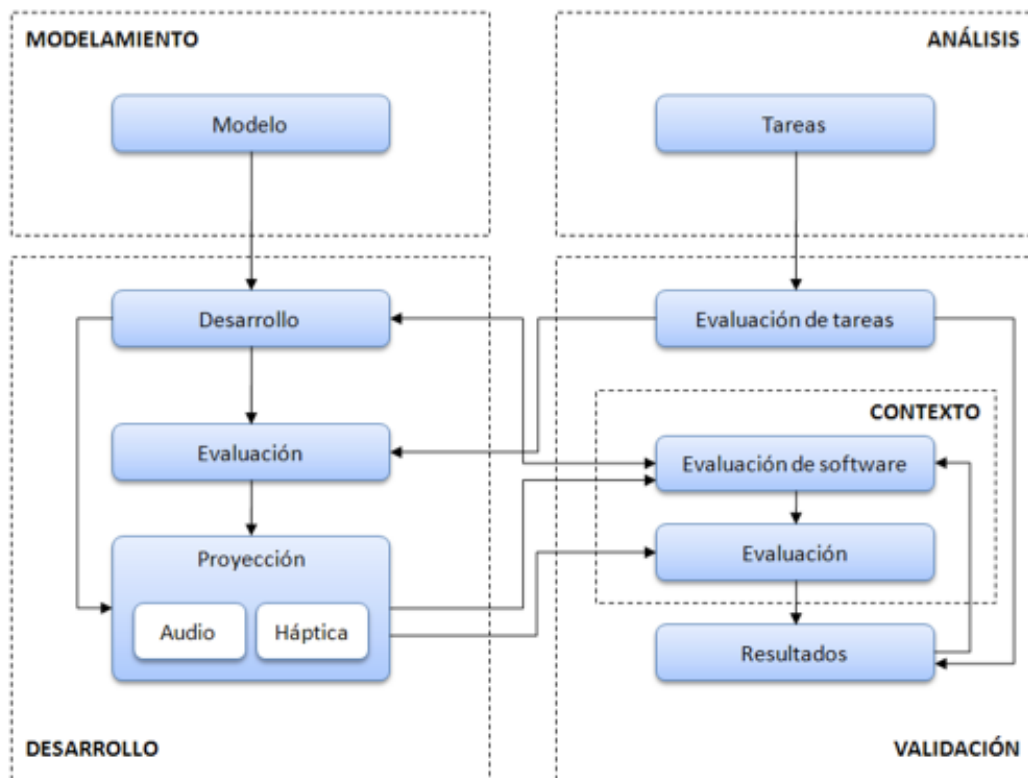 MODELAMIENTO
Modelo
ANÁLISIS
Tareas
Desarrollo
Evaluación
Proyección
Audio
Háptica
DESARROLLO
Evaluación de tareas
CONTEXTO
Evaluación de software
Evaluación
Resultados
VALIDACIÓN